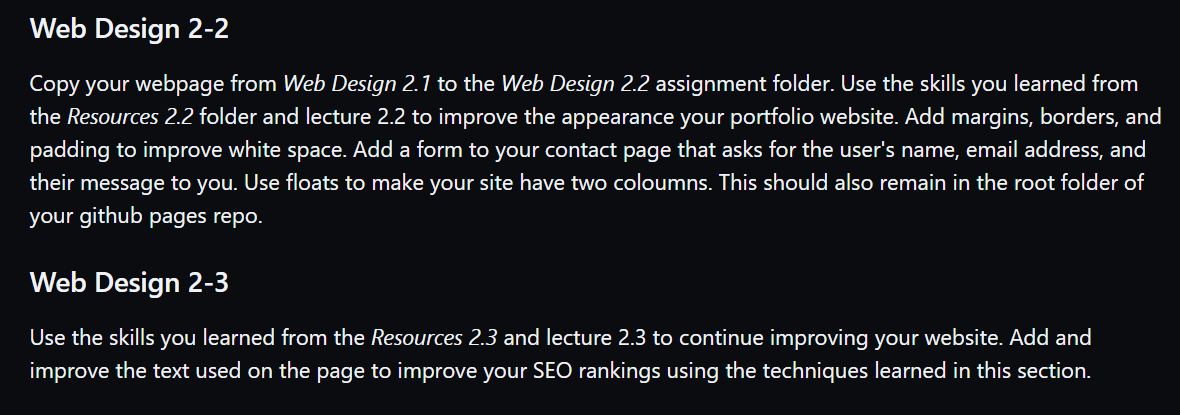 Web Design 2-2
Copy your webpage from Web Design 2.1 to the Web Design 2.2 assignment folder. Use the skills you learned from
the Resources 2.2 folder and lecture 2.2 to improve the appearance your portfolio website. Add margins, borders, and
padding to improve white space. Add a form to your contact page that asks for the user's name, email address, and
their message to you. Use floats to make your site have two coloumns. This should also remain in the root folder of
your github pages repo.
Web Design 2-3
Use the skills you learned from the Resources 2.3 and lecture 2.3 to continue improving your website. Add and
improve the text used on the page to improve your SEO rankings using the techniques learned in this section.